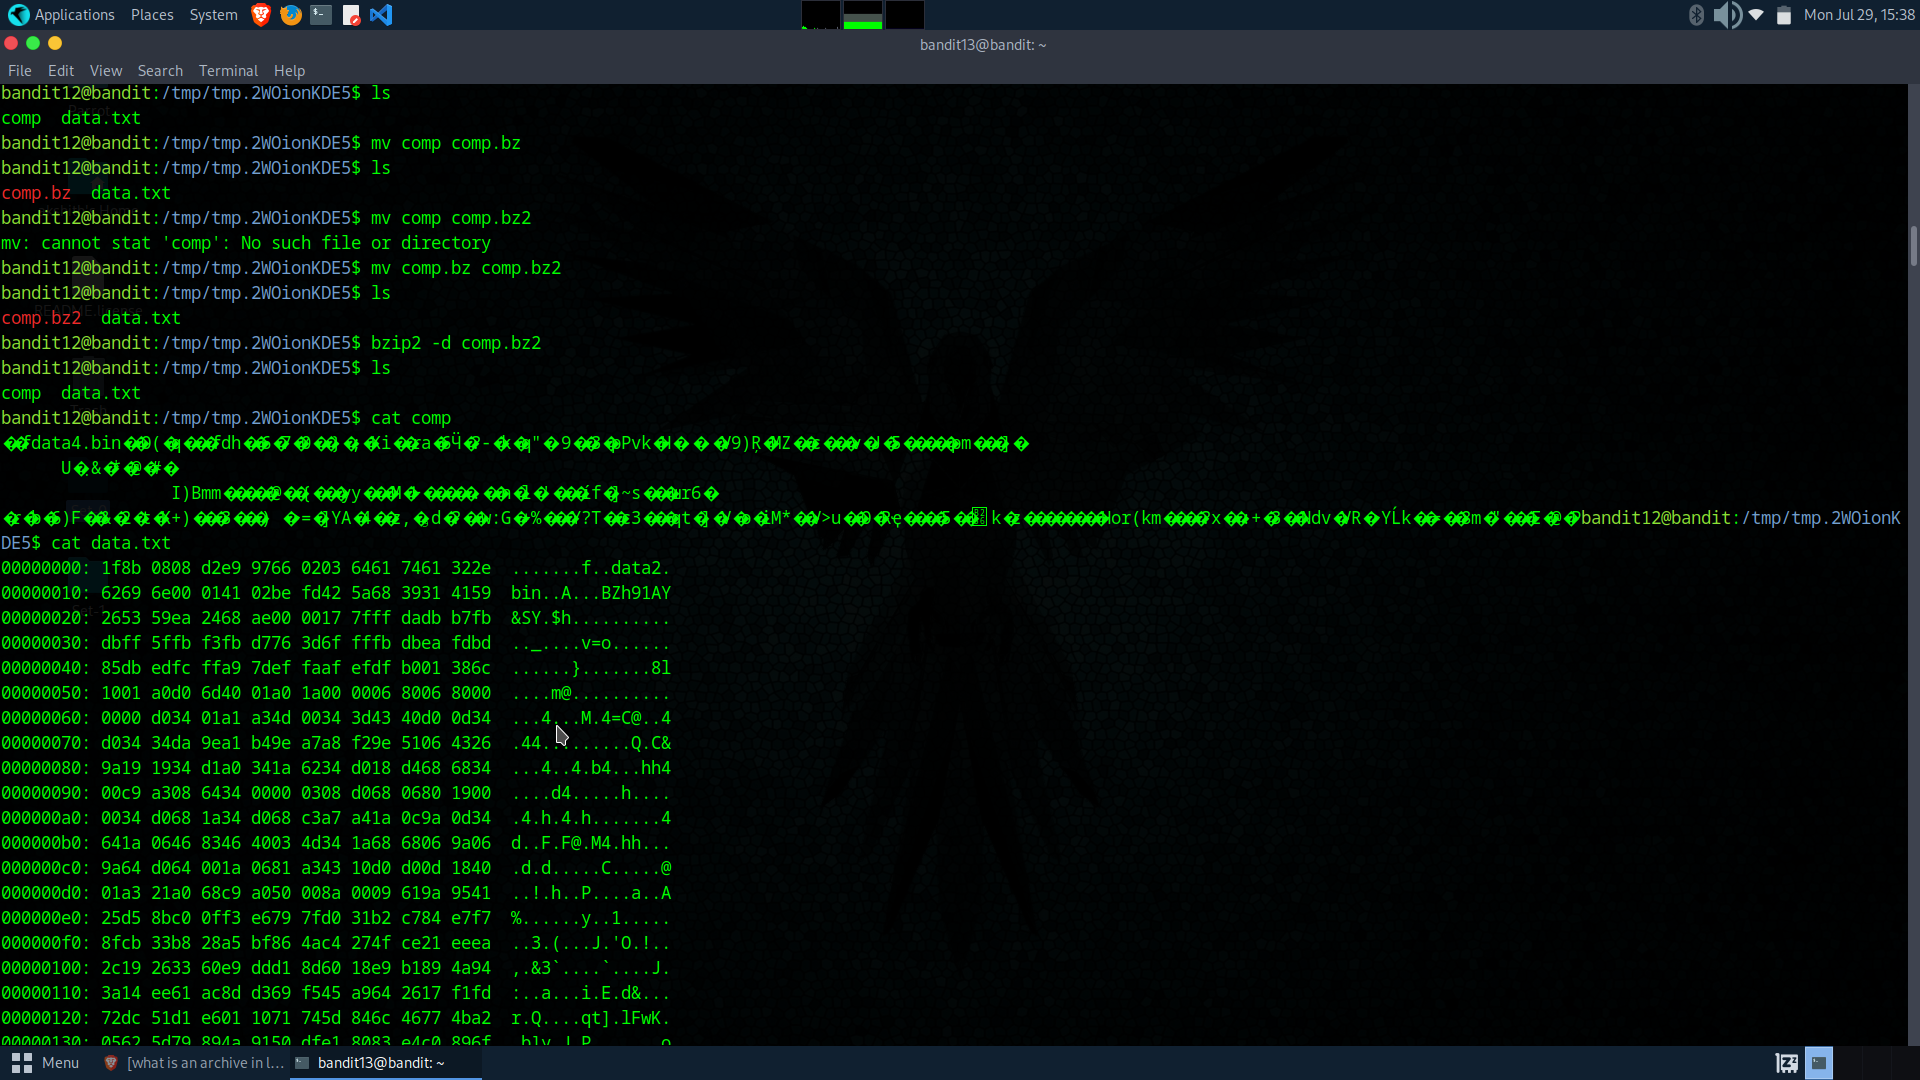 Applications Places System
Mon Jul 29, 15:38
bandit13@bandit: ~
File Edit View Search Terminal Help
bandit12@bandit:/tmp/tmp.2WOionKDE5$ ls
comp  data.txt
bandit12@bandit:/tmp/tmp.2WOionKDE5$ mv comp comp.bz
bandit12@bandit:/tmp/tmp.2WOionKDE5$ ls
comp.bz  data.txt
bandit12@bandit:/tmp/tmp.2WOionKDE5$ mv comp comp.bz2
mv: cannot stat 'comp': No such file or directory
bandit12@bandit:/tmp/tmp.2WOionKDE5$ mv comp.bz comp.bz2
bandit12@bandit:/tmp/tmp.2WOionKDE5$ ls
comp.bz2  data.txt
bandit12@bandit:/tmp/tmp.2WOionKDE5$ bzip2 -d comp.bz2
bandit12@bandit:/tmp/tmp.2WOionKDE5$ ls
comp  data.txt
bandit12@bandit:/tmp/tmp.2WOionKDE5$ cat comp
fdata4.bin
bandit12@bandit:/tmp/tmp.2WOionK
DE5$ cat data.txt
00000000: 1f8b 0808 d2e9 9766 0203 6461 7461 322e  .......f..data2.
00000010: 6269 6e00 0141 02be fd42 5a68 3931 4159  bin..A...BZh91AY
00000020: 2653 59ea 2468 ae00 0017 7fff dadb b7fb  &SY.$h..........
00000030: dbff 5ffb f3fb d776 3d6f fffb dbea fdbd  .._....v=o......
00000040: 85db edfc ffa9 7def faaf efdf b001 386c  ......}.......8l
00000050: 1001 a0d0 6d40 01a0 1a00 0006 8006 8000  ....m@..........
00000060: 0000 d034 01a1 a34d 0034 3d43 40d0 0d34  ...4...M.4=C@..4
00000070: d034 34da 9ea1 b49e a7a8 f29e 5106 4326  .44.........Q.C&
00000080: 9a19 1934 d1a0 341a 6234 d018 d468 6834  ...4..4.b4...hh4
00000090: 00c9 a308 6434 0000 0308 d068 0680 1900  ....d4.....h....
000000a0: 0034 d068 1a34 d068 c3a7 a41a 0c9a 0d34  .4.h.4.h.......4
000000b0: 641a 0646 8346 4003 4d34 1a68 6806 9a06  d..F.F@.M4.hh...
000000c0: 9a64 d064 001a 0681 a343 10d0 d00d 1840  .d.d.....C.....@
000000d0: 01a3 21a0 68c9 a050 008a 0009 619a 9541  ..!.h..P....a..A
000000e0: 25d5 8bc0 0ff3 e679 7fd0 31b2 c784 e7f7  %......y..1.....
000000f0: 8fcb 33b8 28a5 bf86 4ac4 274f ce21 eeea  ..3.(...J.'O.!..
00000100: 2c19 2633 60e9 ddd1 8d60 18e9 b189 4a94  ,.&3`....`....J.
00000110: 3a14 ee61 ac8d d369 f545 a964 2617 f1fd  :..a...i.E.d&...
00000120: 72dc 51d1 e601 1071 745d 846c 4677 4ba2  r.Q....qt].lFwK.
00000130: 0562 5d79 894a 9150 dfe1 8083 e4c0 896f
Menu [what is an archive in l... bandit13@bandit: ~